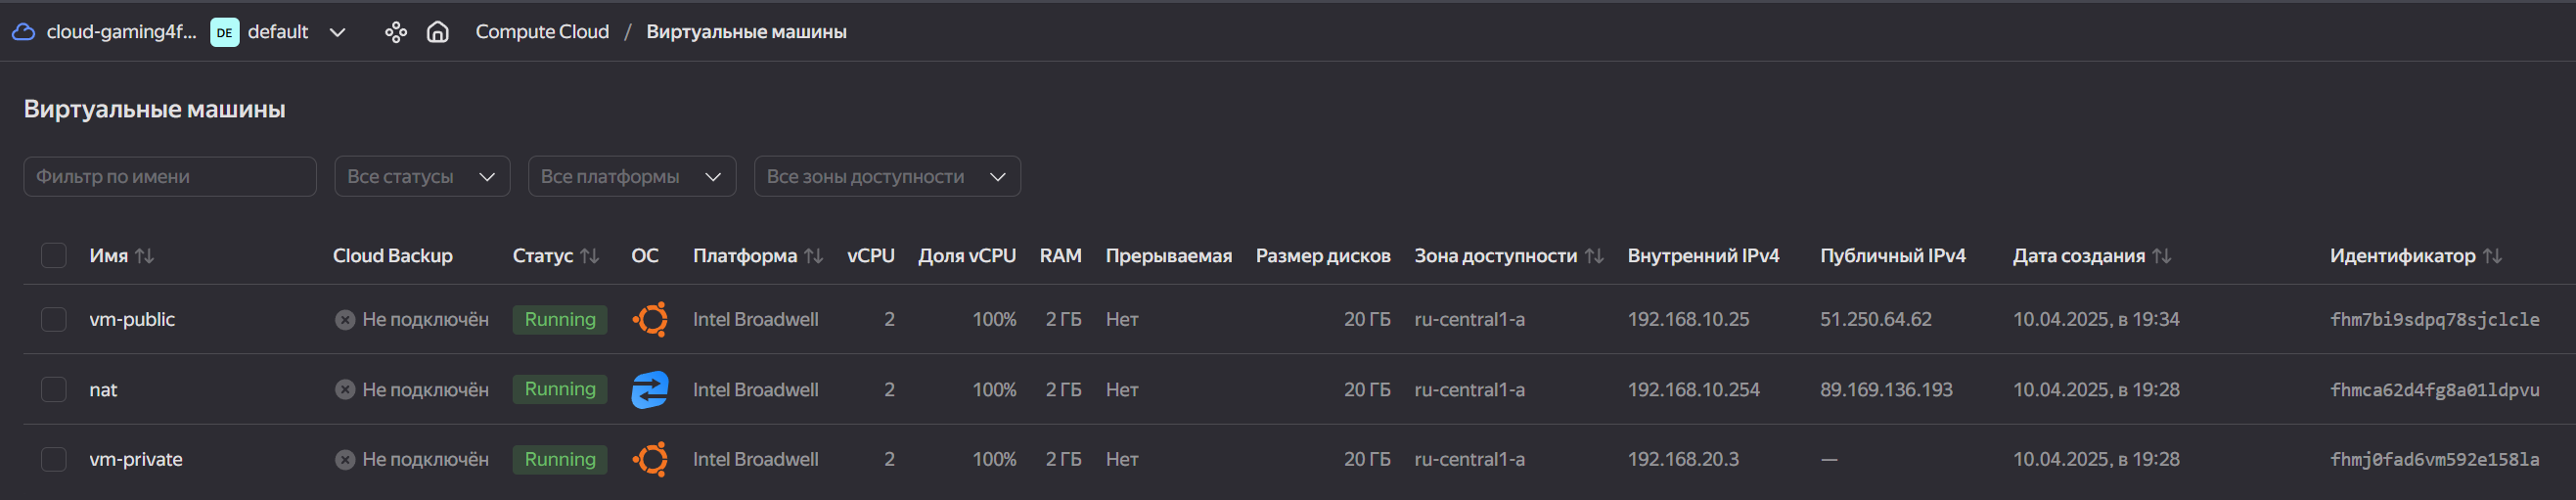 cloud-gaming4f... DE default Compute Cloud / Виртуальные машины
Виртуальные машины
Фильтр по имени Все статусы Все платформы Все зоны доступности
Имя Cloud Backup Статус ОС Платформа vCPU Доля vCPU RAM Прерываемая Размер дисков Зона доступности Внутренний IPv4 Публичный IPv4 Дата создания Идентификатор
vm-public Не подключён Running Intel Broadwell 2 100% 2 ГБ Нет 20 ГБ ru-central1-a 192.168.10.25 51.250.64.62 10.04.2025, в 19:34 fhm7bi9sdpq78sjclcle
nat Не подключён Running Intel Broadwell 2 100% 2 ГБ Нет 20 ГБ ru-central1-a 192.168.10.254 89.169.136.193 10.04.2025, в 19:28 fhmca62d4fg8a01ldpvu
vm-private Не подключён Running Intel Broadwell 2 100% 2 ГБ Нет 20 ГБ ru-central1-a 192.168.20.3 — 10.04.2025, в 19:28 fhmj0fad6vm592e158la